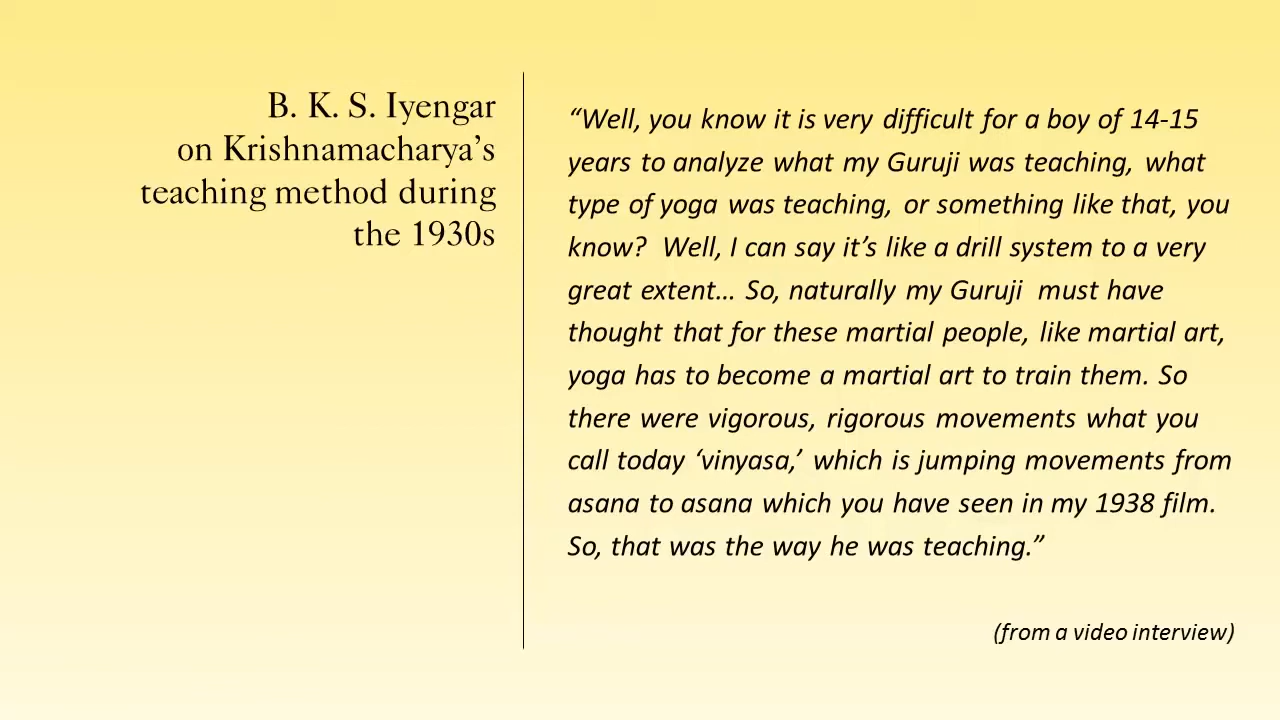 B. K. S. Iyengar
on Krishnamacharya’s
teaching method during
the 1930s
“Well, you know it is very difficult for a boy of 14-15
years to analyze what my Guruji was teaching, what
type of yoga was teaching, or something like that, you
know?  Well, I can say it’s like a drill system to a very
great extent… So, naturally my Guruji  must have
thought that for these martial people, like martial art,
yoga has to become a martial art to train them. So
there were vigorous, rigorous movements what you
call today ‘vinyasa,’ which is jumping movements from
asana to asana which you have seen in my 1938 film.
So, that was the way he was teaching.”
(from a video interview)